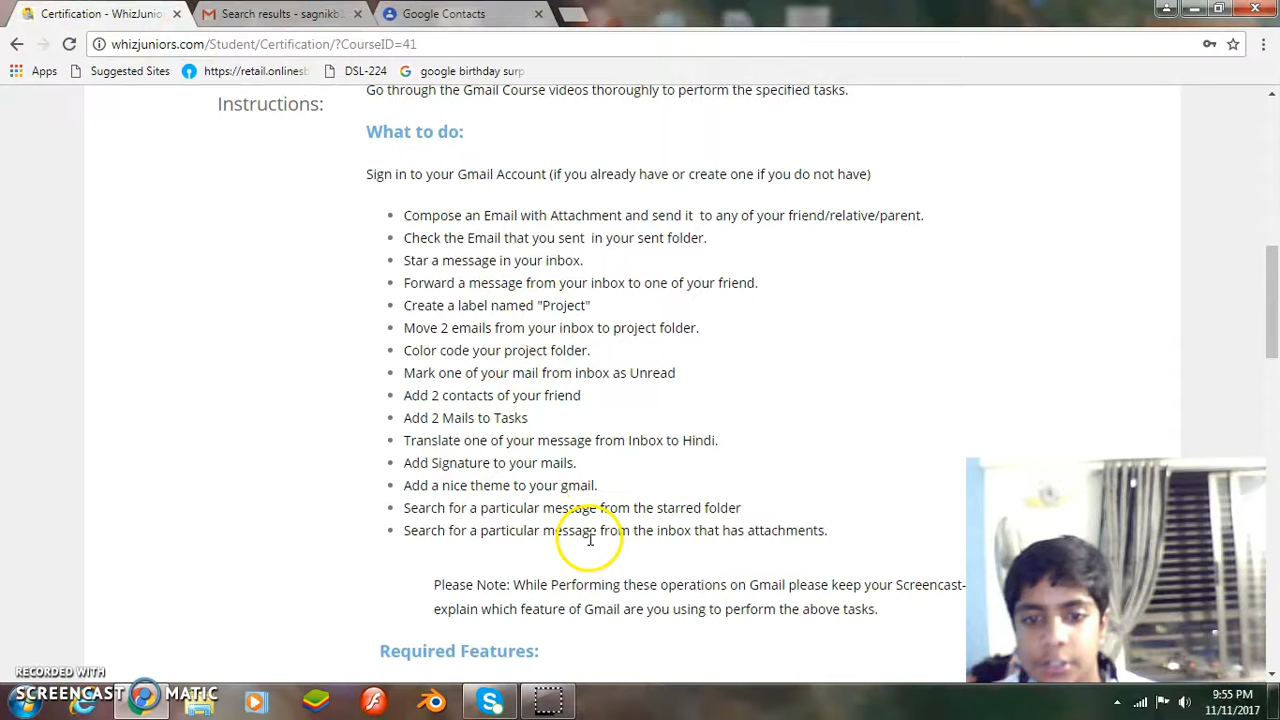 Certification - WhizJunior
Search results - sagnikb
Google Contacts
whizjuniors.com/Student/Certification/?CourseID=41
Apps
Suggested Sites
https://retail.onlinesb
DSL-224
google birthday surp
Go through the Gmail Course videos thoroughly to perform the specified tasks.
Instructions:
What to do:
Sign in to your Gmail Account (if you already have or create one if you do not have)
Compose an Email with Attachment and send it to any of your friend/relative/parent.
Check the Email that you sent in your sent folder.
Star a message in your inbox.
Forward a message from your inbox to one of your friend.
Create a label named "Project"
Move 2 emails from your inbox to project folder.
Color code your project folder.
Mark one of your mail from inbox as Unread
Add 2 contacts of your friend
Add 2 Mails to Tasks
Translate one of your message from Inbox to Hindi.
Add Signature to your mails.
Add a nice theme to your gmail.
Search for a particular message from the starred folder
Search for a particular message from the inbox that has attachments.
Please Note: While Performing these operations on Gmail please keep your Screencast-
explain which feature of Gmail are you using to perform the above tasks.
Required Features:
RECORDED WITH
SCREENCAST MATIC
9:55 PM
11/11/2017